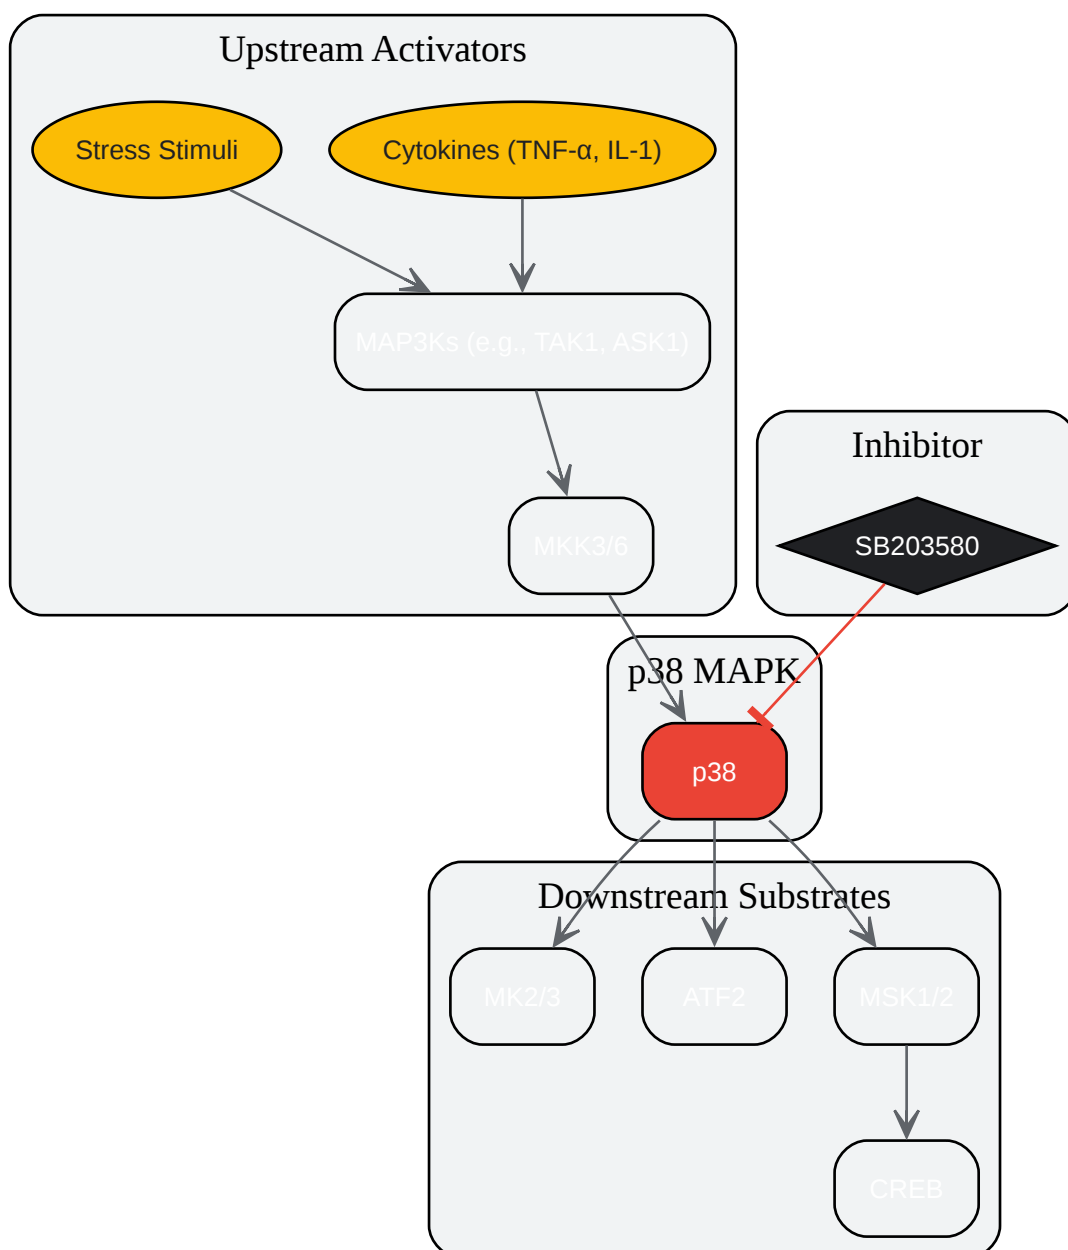 Upstream Activators
Stress Stimuli
Cytokines (TNF-α, IL-1)
MAP3Ks (e.g., TAK1, ASK1)
Inhibitor
MKK3/6
SB203580
p38 MAPK
p38
Downstream Substrates
MK2/3
ATF2
MSK1/2
CREB